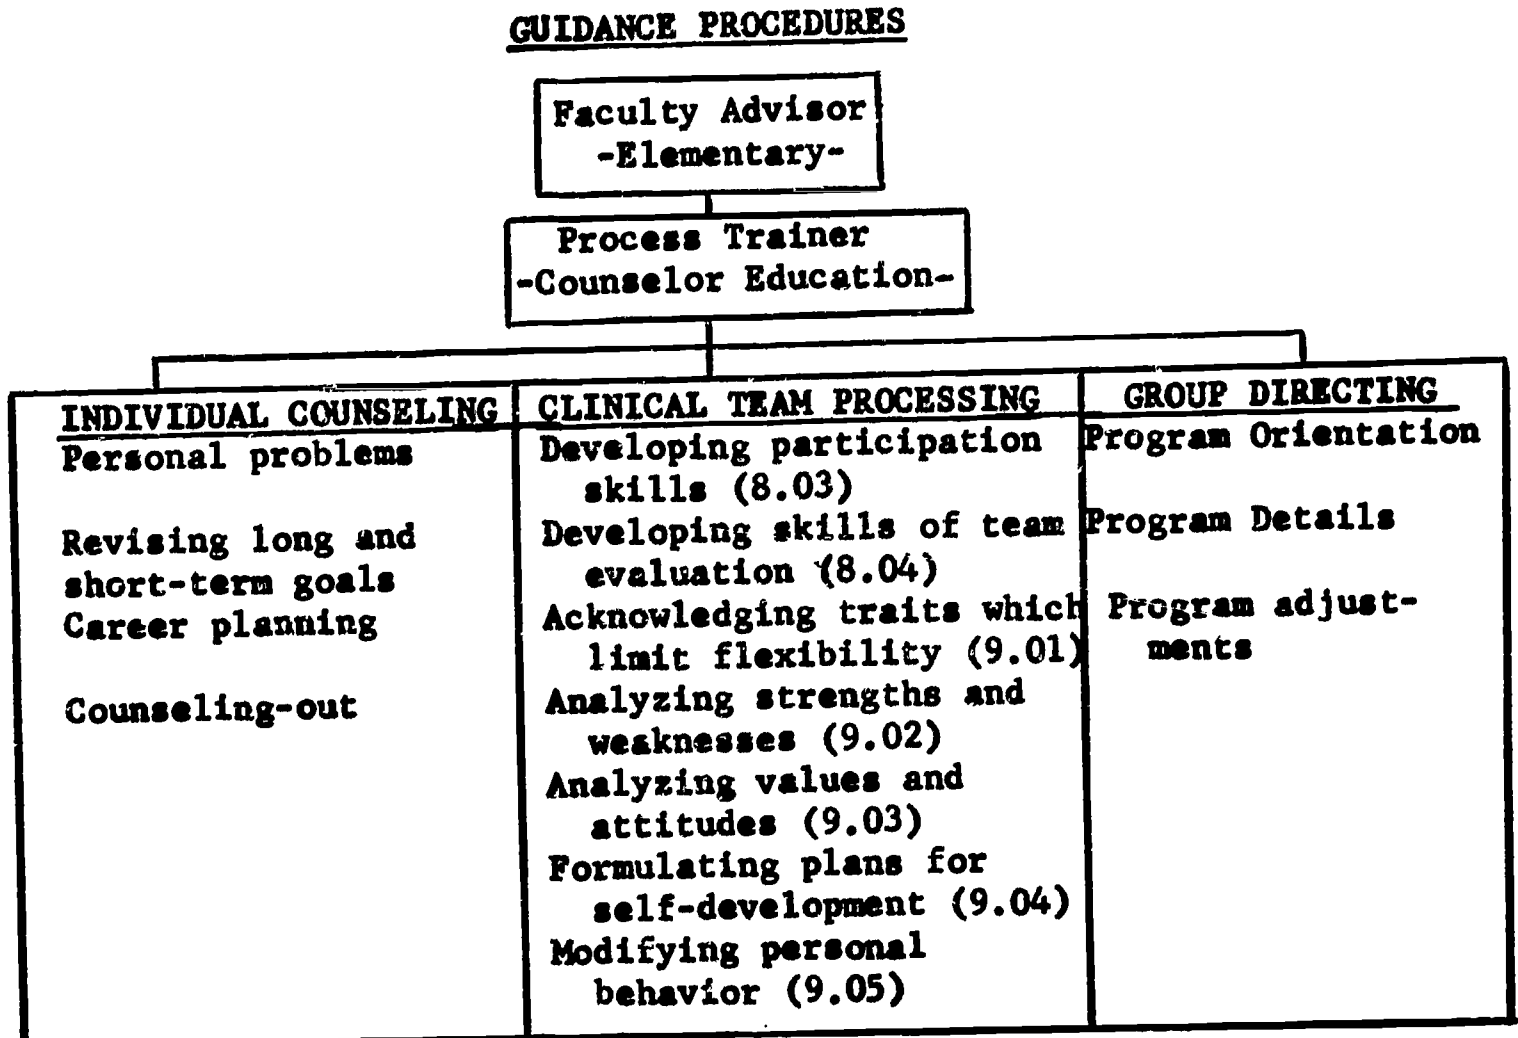 GUIDANCE PROCEDURES
Faculty Advisor
-Elementary-
Process Trainer
-Counselor Education-
INDIVIDUAL COUNSELING
Personal problems
Revising long and
short-term goals
Career planning
Counseling-out
CLINICAL TEAM PROCESSING
Developing participation
skills (8.03)
Developing skills of team
evaluation (8.04)
Acknowledging traits which
limit flexibility (9.01)
Analyzing strengths and
weaknesses (9.02)
Analyzing values and
attitudes (9.03)
Formulating plans for
self-development (9.04)
Modifying personal
behavior (9.05)
GROUP DIRECTING
Program Orientation
Program Details
Program adjust-
ments